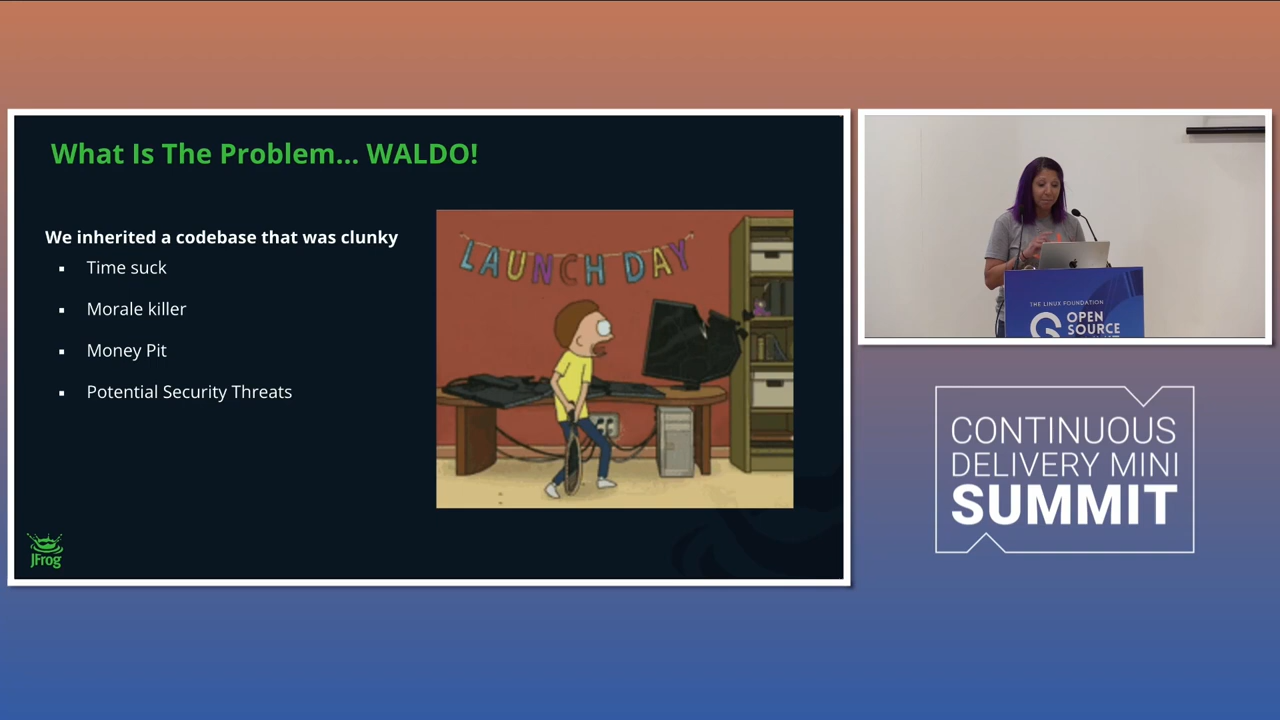 What Is The Problem... WALDO!
We inherited a codebase that was clunky
▪ Time suck
▪ Morale killer
▪ Money Pit
▪ Potential Security Threats
LAUNCH DAY
JFrog
THE LINUX FOUNDATION
OPEN
SOURCE
CONTINUOUS
DELIVERY MINI
SUMMIT